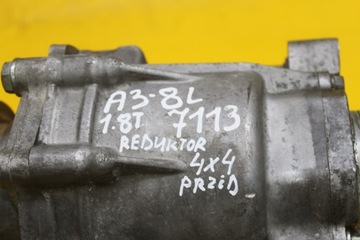 A3-8L
1.8T 7113
REDUKTOR
4x4
PRZÓD